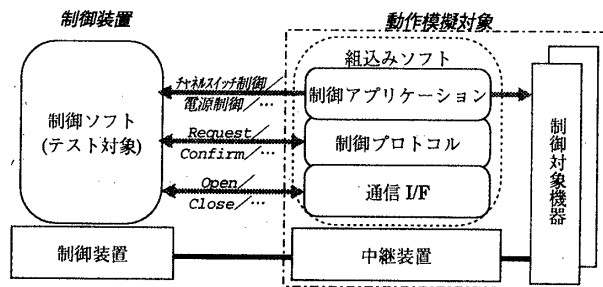 制御装置
動作模擬対象
組込みソフト
チャネルスイッチ制御／
電源制御／…
制御アプリケーション
制御ソフト
(テスト対象)
Request／
Confirm／…
制御プロトコル
Open／
Close／…
通信 I/F
制御対象機器
制御装置
中継装置